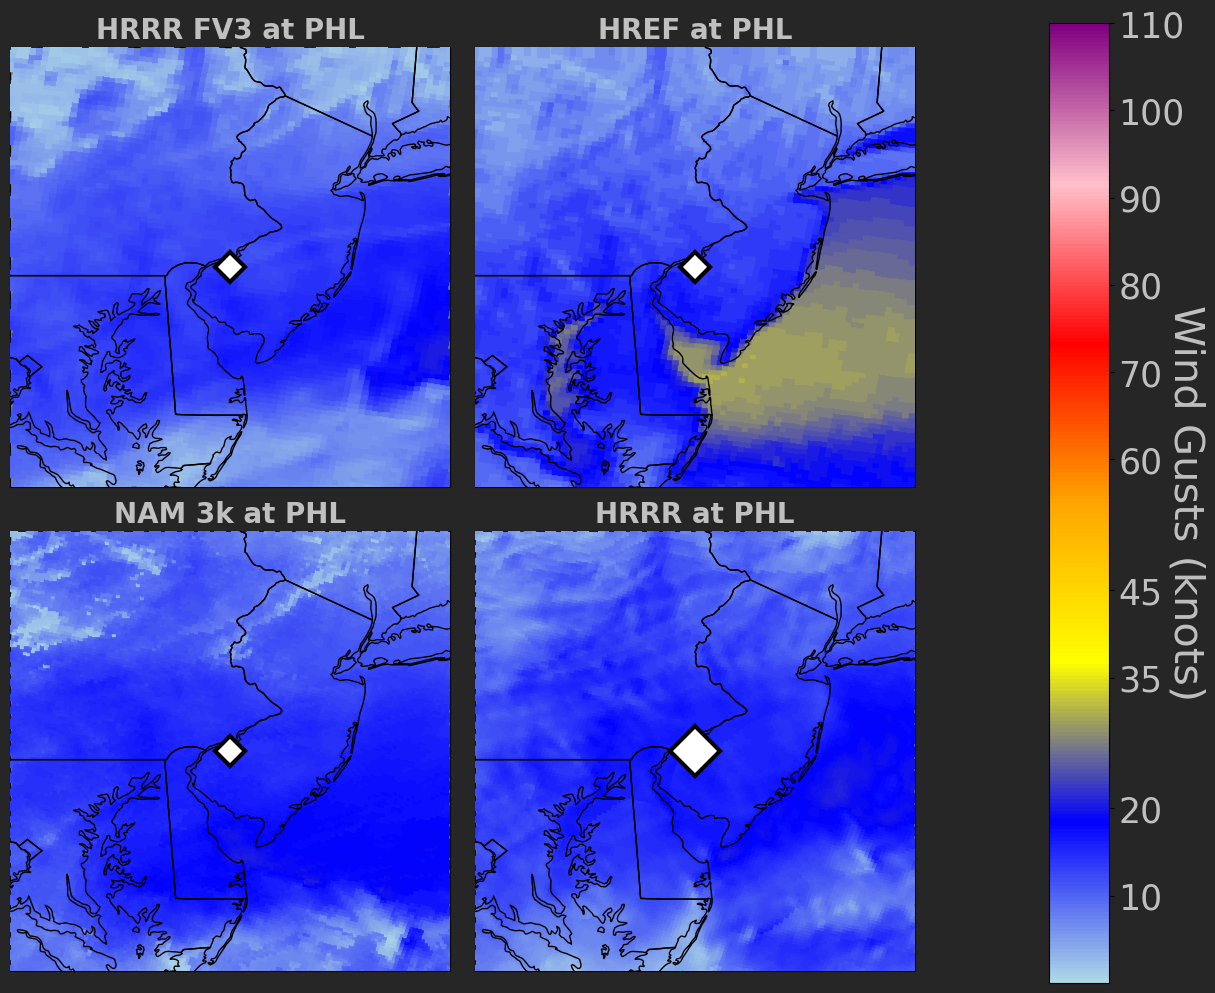 HRRR FV3 at PHL
HREF at PHL
NAM 3k at PHL
HRRR at PHL
110
100
90
80
70
60
45
35
20
10
Wind Gusts (knots)